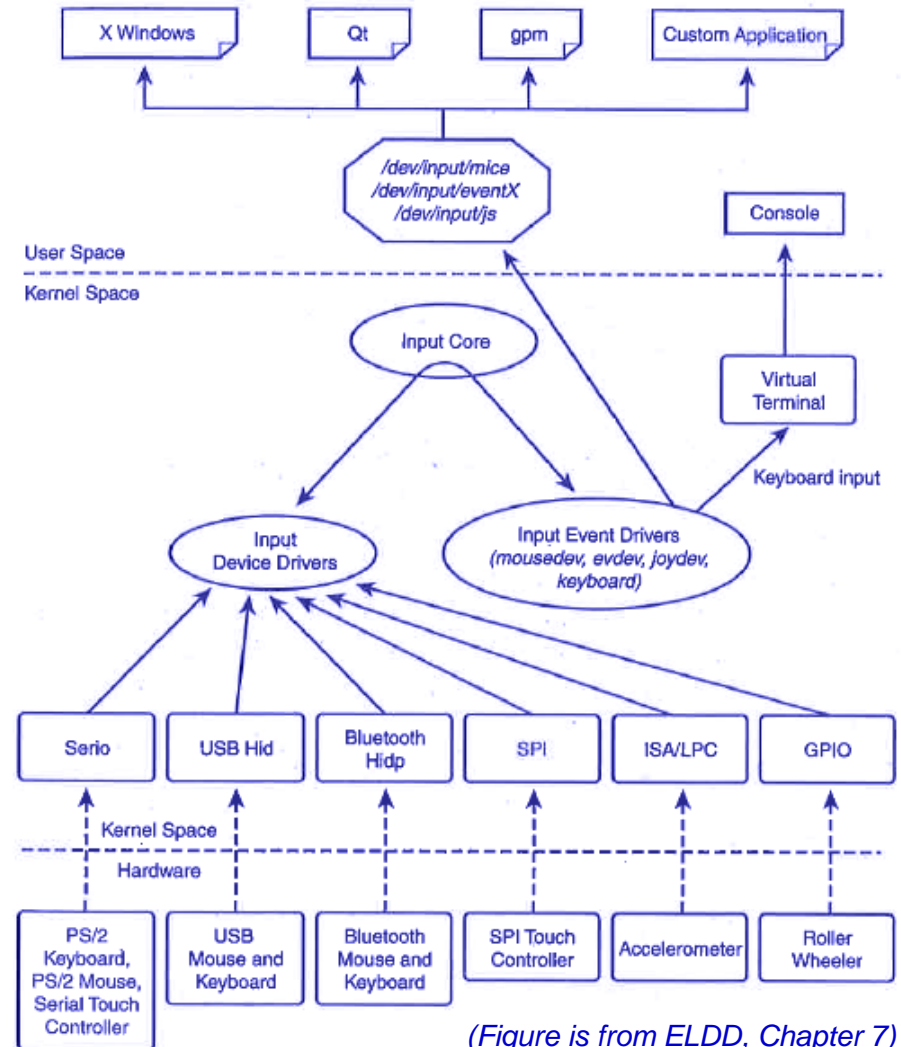 X Windows
Qt
gpm
Custom Application
/dev/input/mice
/dev/input/eventX
/dev/input/js
Console
User Space
Kernel Space
Input Core
Virtual
Terminal
Keyboard input
Input
Device Drivers
Input Event Drivers
(mousedev, evdev, joydev,
keyboard)
Serio
USB Hid
Bluetooth
Hidp
SPI
ISA/LPC
GPIO
Kernel Space
Hardware
PS/2
Keyboard,
PS/2 Mouse,
Serial Touch
Controller
USB
Mouse and
Keyboard
Bluetooth
Mouse and
Keyboard
SPI Touch
Controller
Accelerometer
Roller
Wheeler
(Figure is from ELDD, Chapter 7)